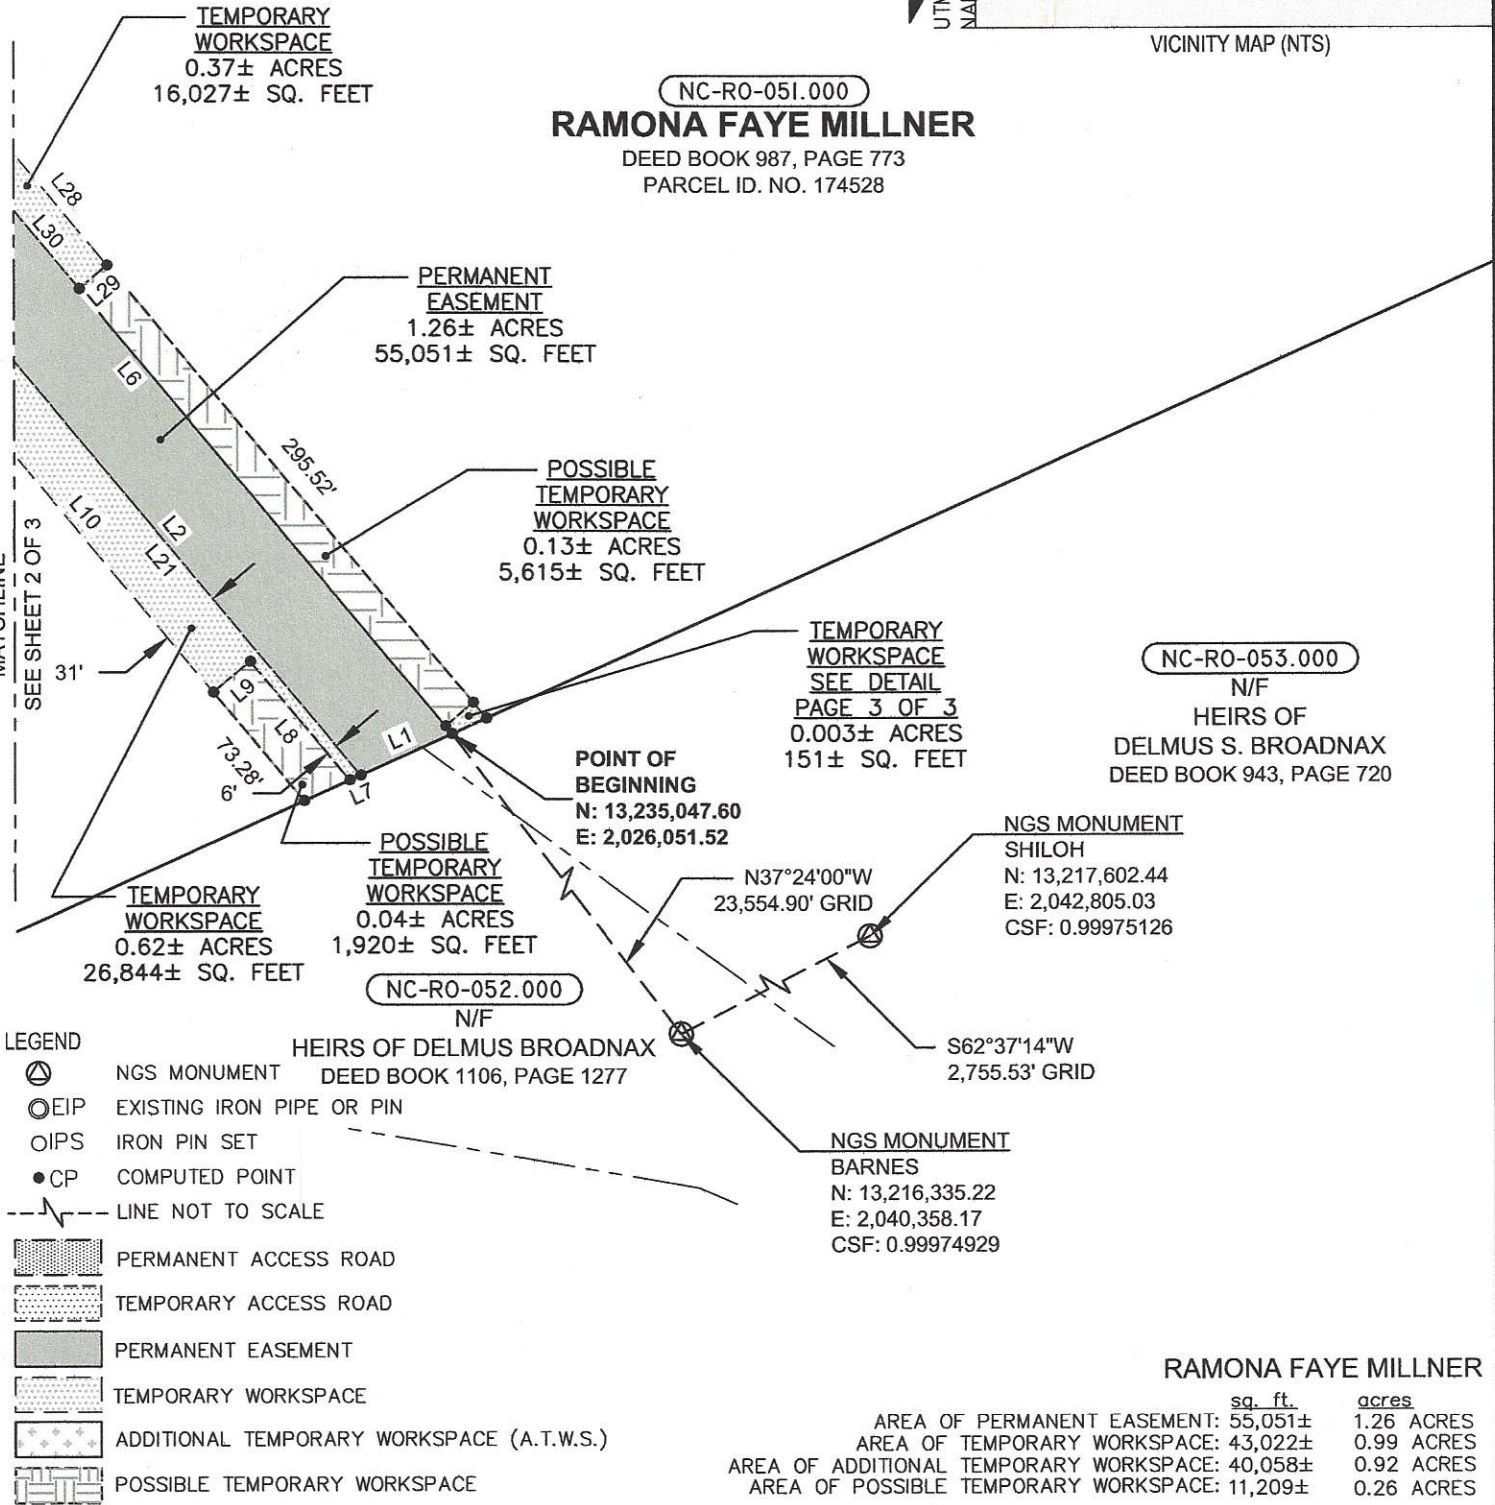 TEMPORARY
WORKSPACE
0.37± ACRES
16,027± SQ. FEET
UTM
VICINITY MAP (NTS)
NC-RO-051.000
RAMONA FAYE MILLNER
DEED BOOK 987, PAGE 773
PARCEL ID. NO. 174528
L28
L30
L29
PERMANENT
EASEMENT
1.26± ACRES
55,051± SQ. FEET
L6
295.52'
POSSIBLE
TEMPORARY
WORKSPACE
0.13± ACRES
5,615± SQ. FEET
L10
L2
L21
SEE SHEET 2 OF 3
31'
TEMPORARY
WORKSPACE
SEE DETAIL
PAGE 3 OF 3
0.003± ACRES
151± SQ. FEET
NC-RO-053.000
N/F
HEIRS OF
DELMUS S. BROADNAX
DEED BOOK 943, PAGE 720
L9
L8
L1
73.28'
6'
L7
POINT OF
BEGINNING
N: 13,235,047.60
E: 2,026,051.52
POSSIBLE
TEMPORARY
WORKSPACE
0.04± ACRES
1,920± SQ. FEET
TEMPORARY
WORKSPACE
0.62± ACRES
26,844± SQ. FEET
N37°24'00"W
23,554.90' GRID
NGS MONUMENT
SHILOH
N: 13,217,602.44
E: 2,042,805.03
CSF: 0.99975126
NC-RO-052.000
N/F
HEIRS OF DELMUS BROADNAX
DEED BOOK 1106, PAGE 1277
S62°37'14"W
2,755.53' GRID
NGS MONUMENT
BARNES
N: 13,216,335.22
E: 2,040,358.17
CSF: 0.99974929
LEGEND
NGS MONUMENT
EIP EXISTING IRON PIPE OR PIN
IPS IRON PIN SET
CP COMPUTED POINT
LINE NOT TO SCALE
PERMANENT ACCESS ROAD
TEMPORARY ACCESS ROAD
PERMANENT EASEMENT
TEMPORARY WORKSPACE
ADDITIONAL TEMPORARY WORKSPACE (A.T.W.S.)
POSSIBLE TEMPORARY WORKSPACE
RAMONA FAYE MILLNER
sq. ft. acres
AREA OF PERMANENT EASEMENT: 55,051± 1.26 ACRES
AREA OF TEMPORARY WORKSPACE: 43,022± 0.99 ACRES
AREA OF ADDITIONAL TEMPORARY WORKSPACE: 40,058± 0.92 ACRES
AREA OF POSSIBLE TEMPORARY WORKSPACE: 11,209± 0.26 ACRES